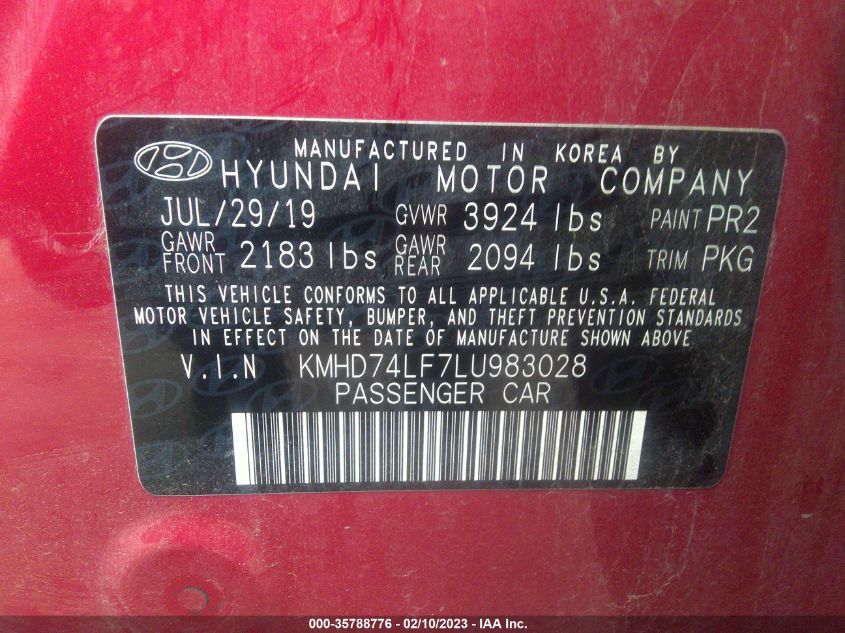 MANUFACTURED IN KOREA BY
HYUNDAI MOTOR COMPANY
JUL/29/19 GVWR 3924 lbs PAINT PR2
GAWR FRONT 2183 lbs GAWR REAR 2094 lbs TRIM PKG
THIS VEHICLE CONFORMS TO ALL APPLICABLE U.S.A. FEDERAL
MOTOR VEHICLE SAFETY, BUMPER, AND THEFT PREVENTION STANDARDS
IN EFFECT ON THE DATE OF MANUFACTURE SHOWN ABOVE
V.I.N KMHD74LF7LU983028
PASSENGER CAR
000-35788776 - 02/10/2023 - IAA Inc.